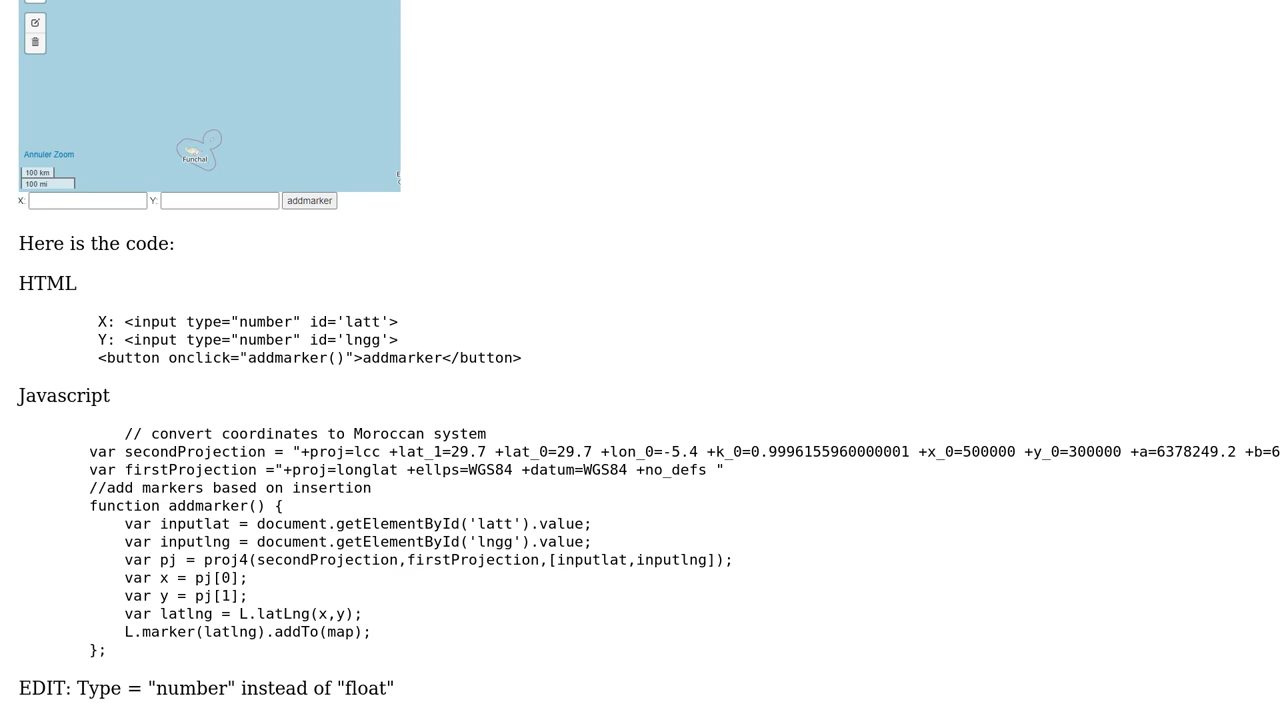 Funchal
Annuler Zoom
100 km
100 mi
X: Y: addmarker
Here is the code:
HTML
X: <input type="number" id='latt'>
Y: <input type="number" id='lngg'>
<button onclick="addmarker()">addmarker</button>
Javascript
// convert coordinates to Moroccan system
var secondProjection = "+proj=lcc +lat_1=29.7 +lat_0=29.7 +lon_0=-5.4 +k_0=0.9996155960000001 +x_0=500000 +y_0=300000 +a=6378249.2 +b=6
var firstProjection ="+proj=longlat +ellps=WGS84 +datum=WGS84 +no_defs "
//add markers based on insertion
function addmarker() {
var inputlat = document.getElementById('latt').value;
var inputlng = document.getElementById('lngg').value;
var pj = proj4(secondProjection,firstProjection,[inputlat,inputlng]);
var x = pj[0];
var y = pj[1];
var latlng = L.latLng(x,y);
L.marker(latlng).addTo(map);
};
EDIT: Type = "number" instead of "float"